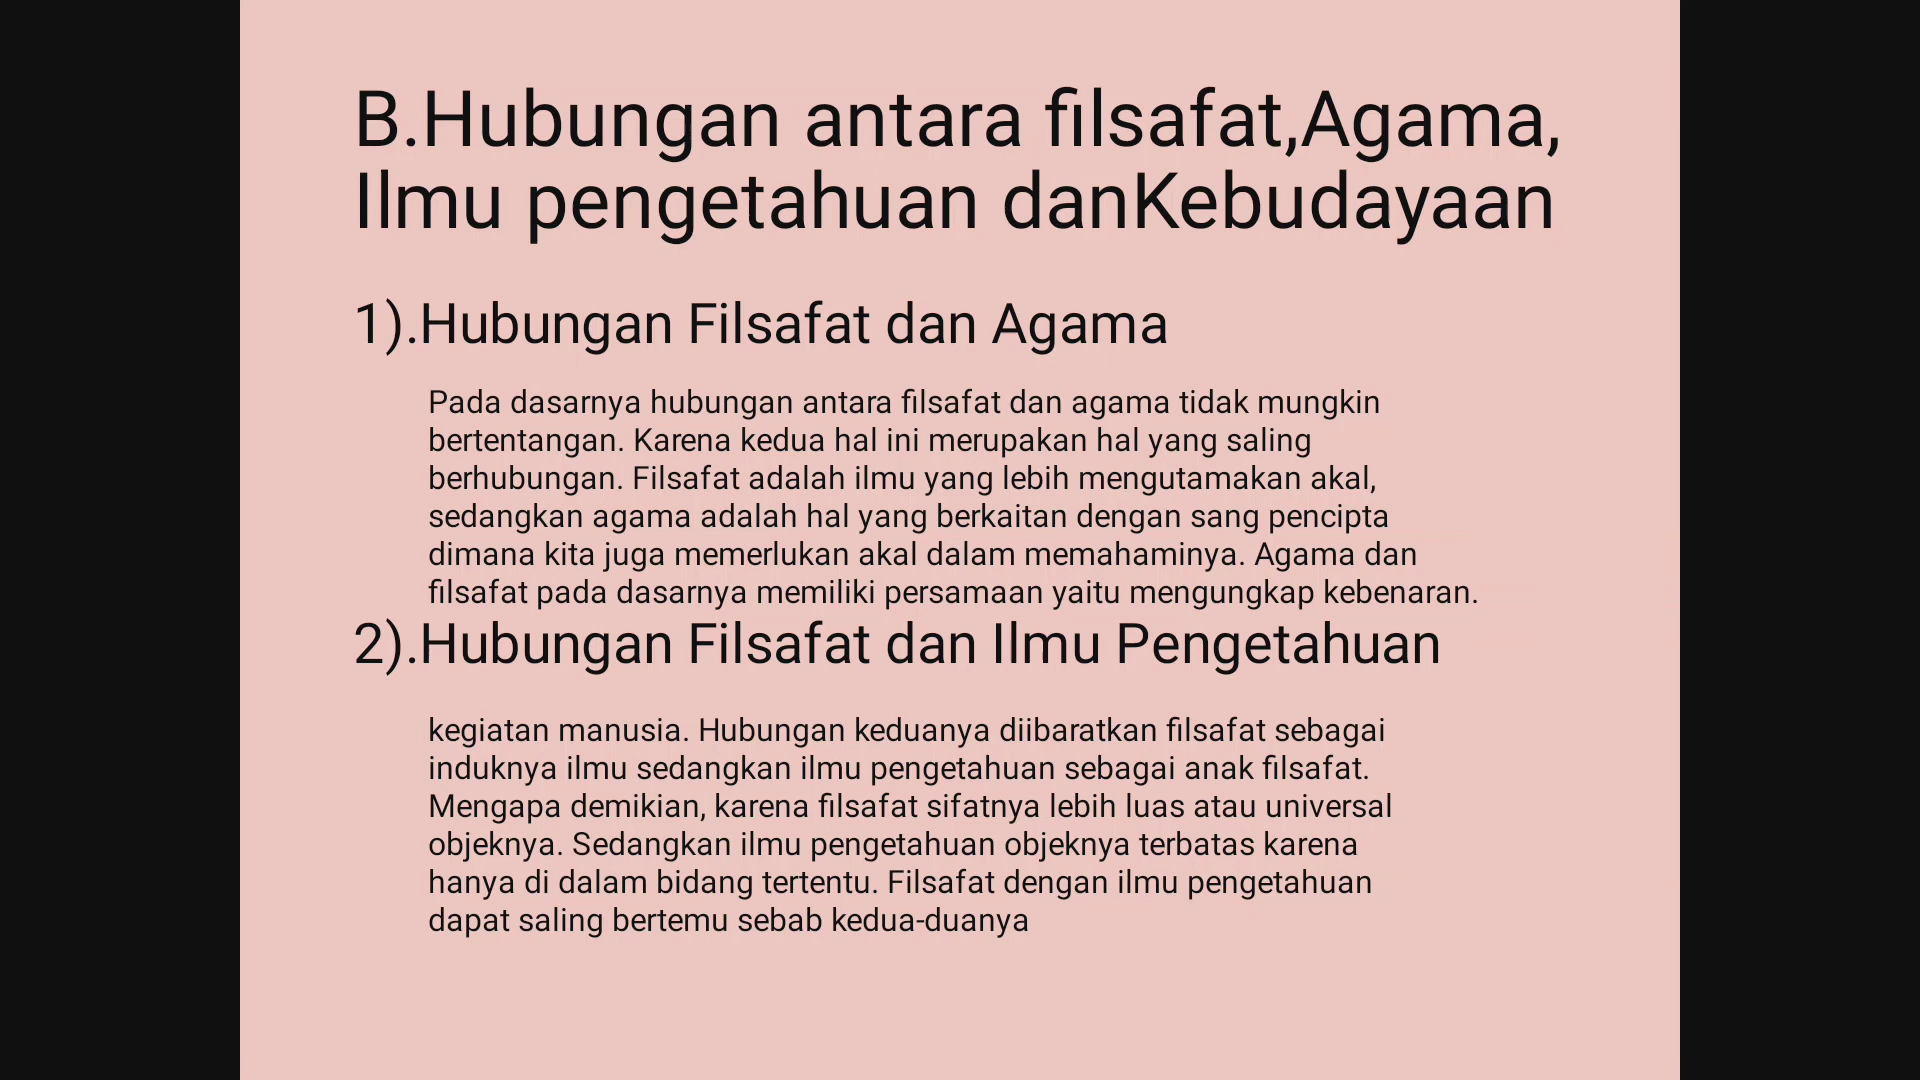 B.Hubungan antara filsafat,Agama,
Ilmu pengetahuan danKebudayaan
1).Hubungan Filsafat dan Agama
Pada dasarnya hubungan antara filsafat dan agama tidak mungkin
bertentangan. Karena kedua hal ini merupakan hal yang saling
berhubungan. Filsafat adalah ilmu yang lebih mengutamakan akal,
sedangkan agama adalah hal yang berkaitan dengan sang pencipta
dimana kita juga memerlukan akal dalam memahaminya. Agama dan
filsafat pada dasarnya memiliki persamaan yaitu mengungkap kebenaran.
2).Hubungan Filsafat dan Ilmu Pengetahuan
kegiatan manusia. Hubungan keduanya diibaratkan filsafat sebagai
induknya ilmu sedangkan ilmu pengetahuan sebagai anak filsafat.
Mengapa demikian, karena filsafat sifatnya lebih luas atau universal
objeknya. Sedangkan ilmu pengetahuan objeknya terbatas karena
hanya di dalam bidang tertentu. Filsafat dengan ilmu pengetahuan
dapat saling bertemu sebab kedua-duanya